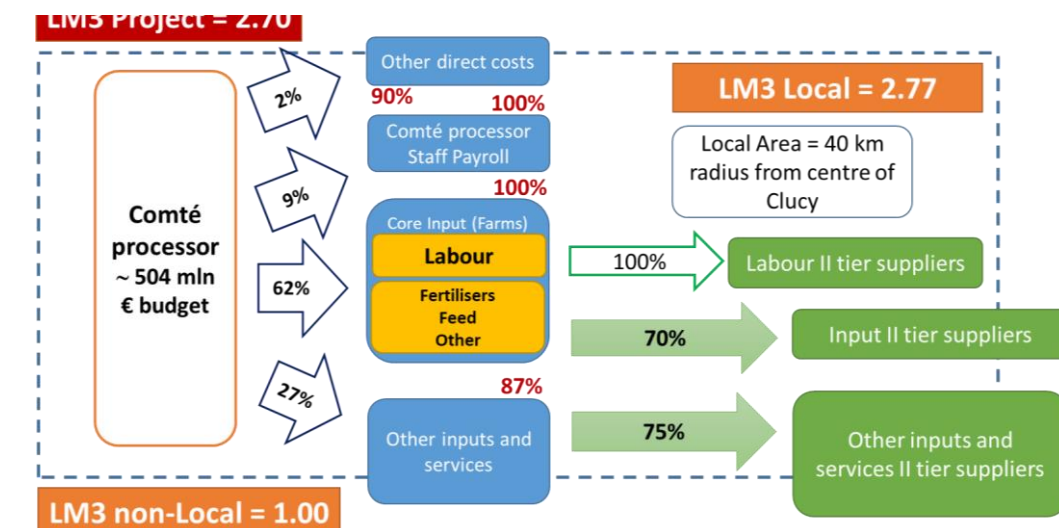 LM3 Project = 2.70
Comté
processor
~ 504 mln
€ budget
2%
9%
62%
27%
Other direct costs
90%
100%
Comté processor
Staff Payroll
100%
Core Input (Farms)
Labour
Fertilisers
Feed
Other
87%
Other inputs and
services
LM3 Local = 2.77
Local Area = 40 km
radius from centre of
Clucy
100%
Labour II tier suppliers
70%
Input II tier suppliers
75%
Other inputs and
services II tier suppliers
LM3 non-Local = 1.00